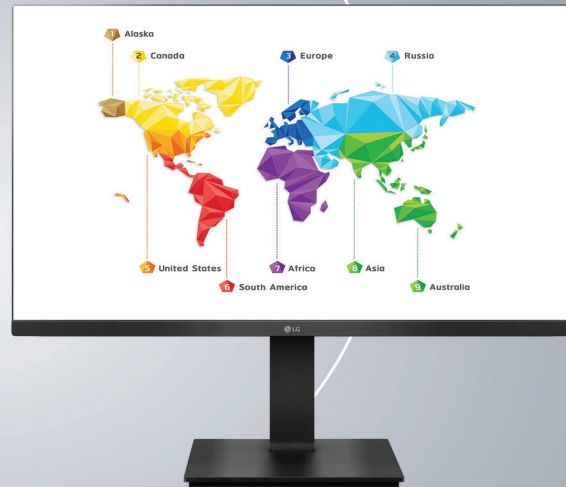 1 Alaska
2 Canada
3 Europe
4 Russia
5 United States
6 South America
7 Africa
8 Asia
9 Australia
LG